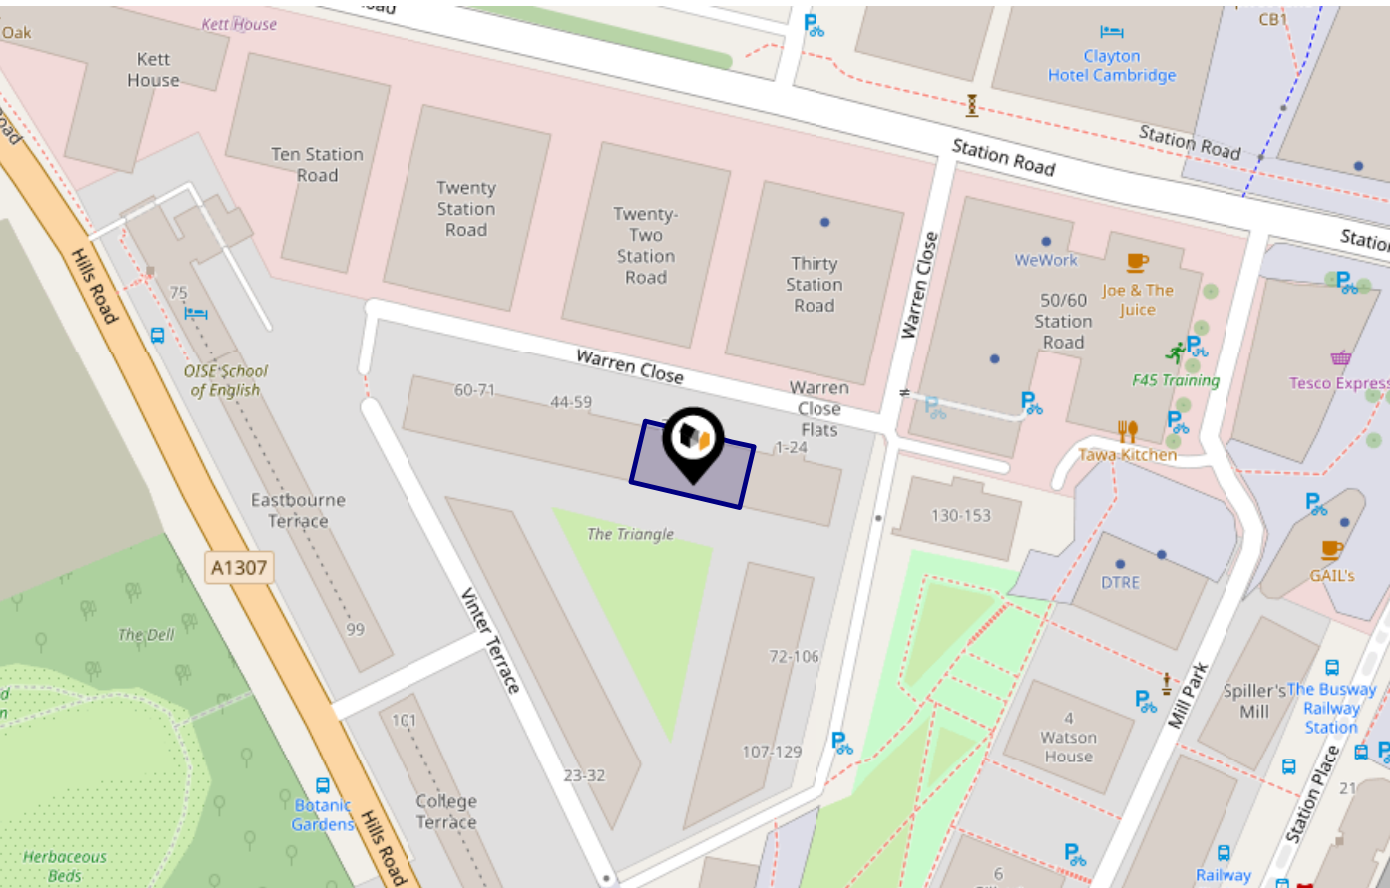 Oak
Kett House
Road
Kett
House
CB1
Clayton
Hotel Cambridge
Road
Ten Station
Road
Station Road
Station Road
Twenty
Station
Road
Twenty-
Two
Station
Road
Thirty
Station
Road
Warren Close
WeWork
Joe & The
Juice
50/60
Station
Road
Statio
Hills Road
75
OISE School
of English
F45 Training
Tesco Express
Warren Close
60-71
44-59
Warren
Close
Flats
1-24
Tawa Kitchen
Eastbourne
Terrace
The Triangle
130-153
A1307
DTRE
GAIL's
The Dell
99
Vinter Terrace
72-106
Mill Park
Spiller's
Mill
The Busway
Railway
Station
101
4
Watson
House
107-129
23-32
Botanic
Gardens
College
Terrace
Hills Road
Station Place
21
Herbaceous
Beds
6
Railway